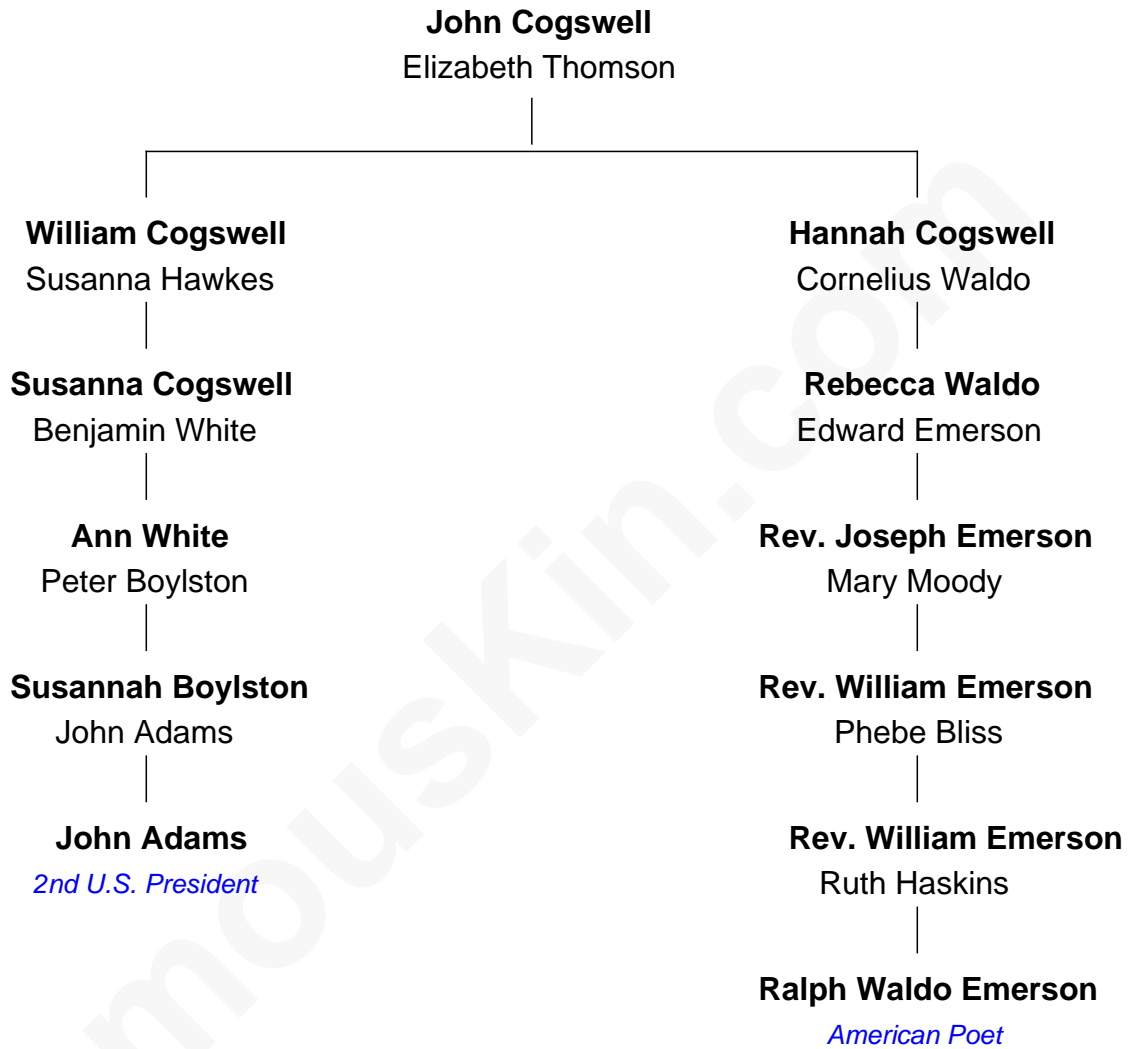 John Cogswell
Elizabeth Thomson
William Cogswell
Susanna Hawkes
Susanna Cogswell
Benjamin White
Ann White
Peter Boylston
Susannah Boylston
John Adams
John Adams
2nd U.S. President
Hannah Cogswell
Cornelius Waldo
Rebecca Waldo
Edward Emerson
Rev. Joseph Emerson
Mary Moody
Rev. William Emerson
Phebe Bliss
Rev. William Emerson
Ruth Haskins
Ralph Waldo Emerson
American Poet
mousKin.com